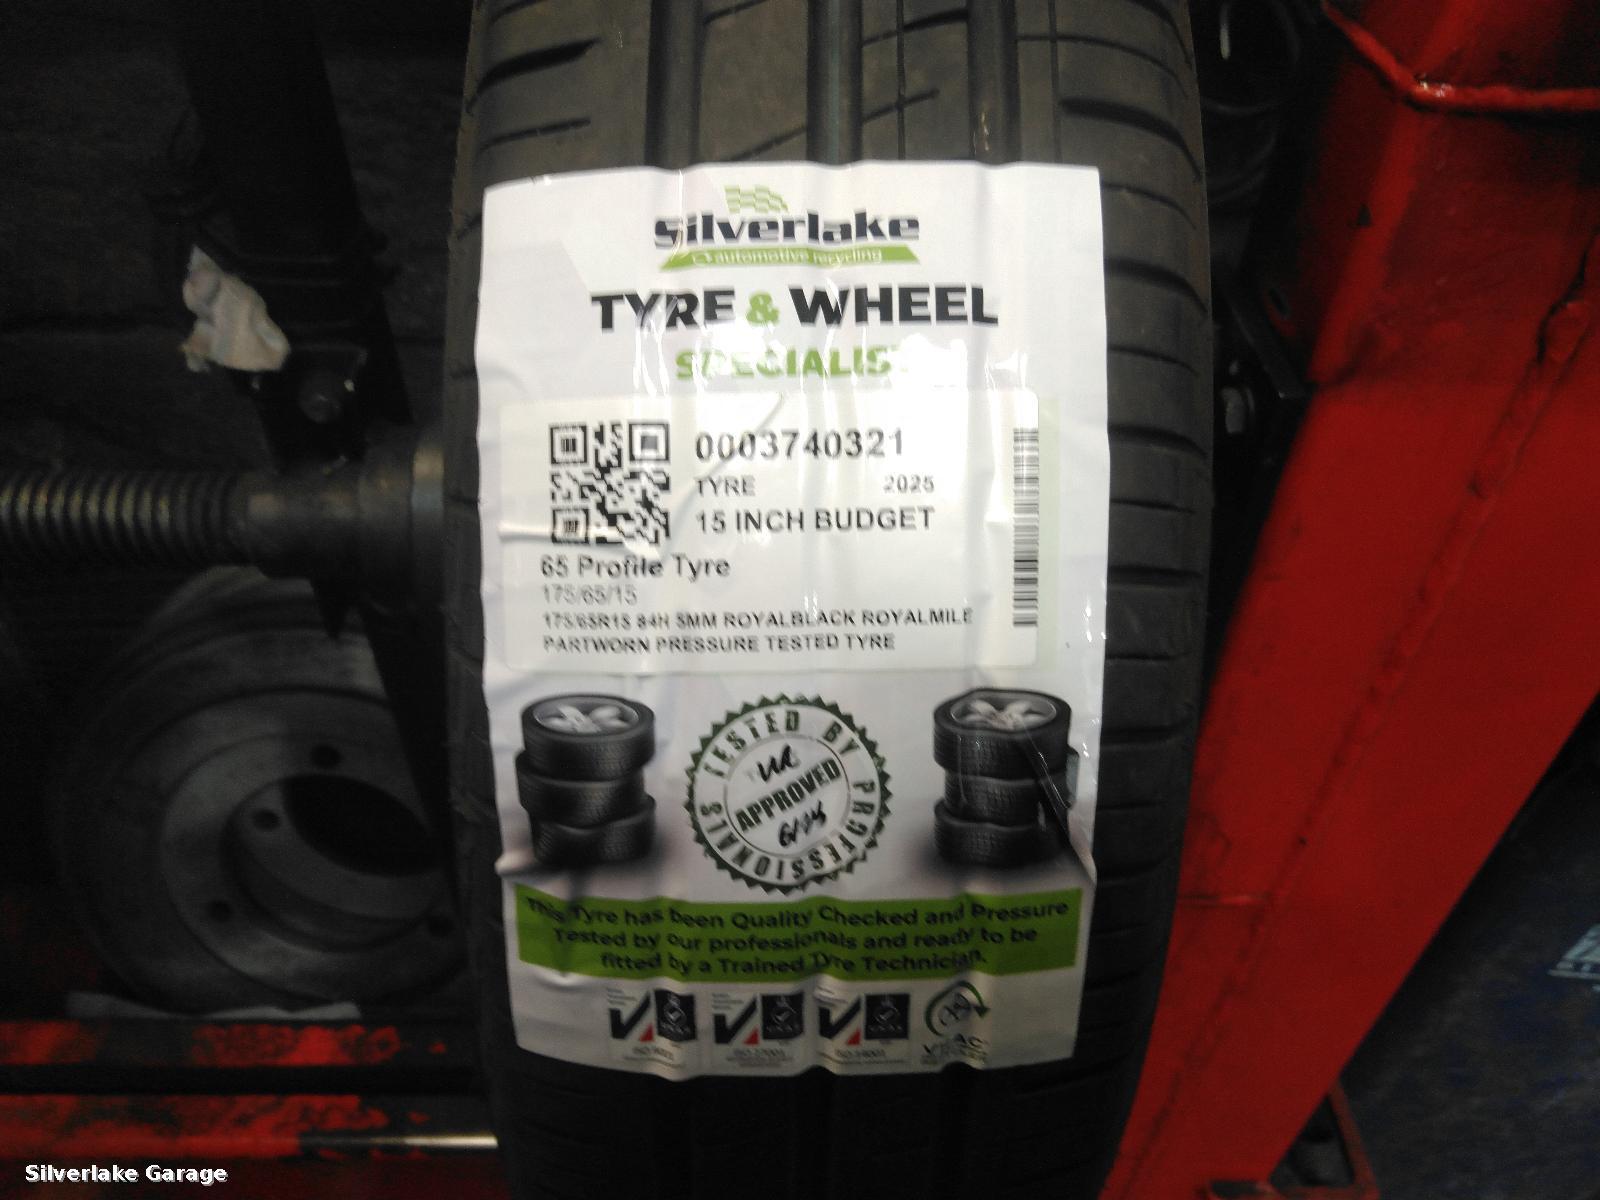 Silverlake
automotive recycling
TYRE & WHEEL
SPECIALIST
0003740321
TYRE 2025
15 INCH BUDGET
65 Profile Tyre
175/65/15
175/65R15 84H 5MM ROYALBLACK ROYALMILE
PARTWORN PRESSURE TESTED TYRE
TESTED BY PROFESSIONALS
APPROVED
This Tyre has been Quality Checked and Pressure
Tested by our professionals and ready to be
fitted by a Trained Tyre Technician.
Silverlake Garage